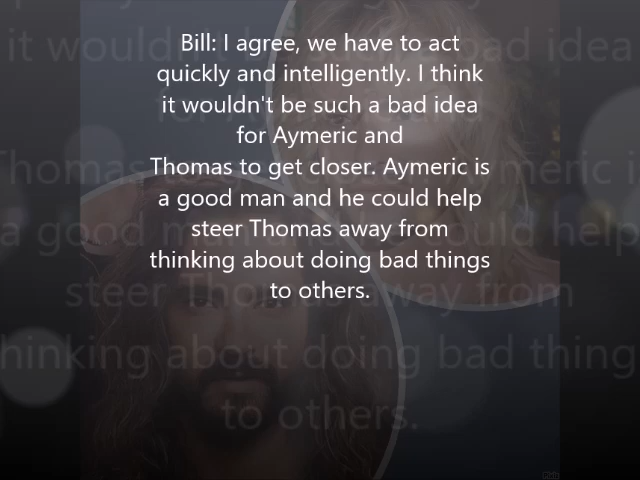 Bill: I agree, we have to act
quickly and intelligently. I think
it wouldn't be such a bad idea
for Aymeric and
Thomas to get closer. Aymeric is
a good man and he could help
steer Thomas away from
thinking about doing bad things
to others.